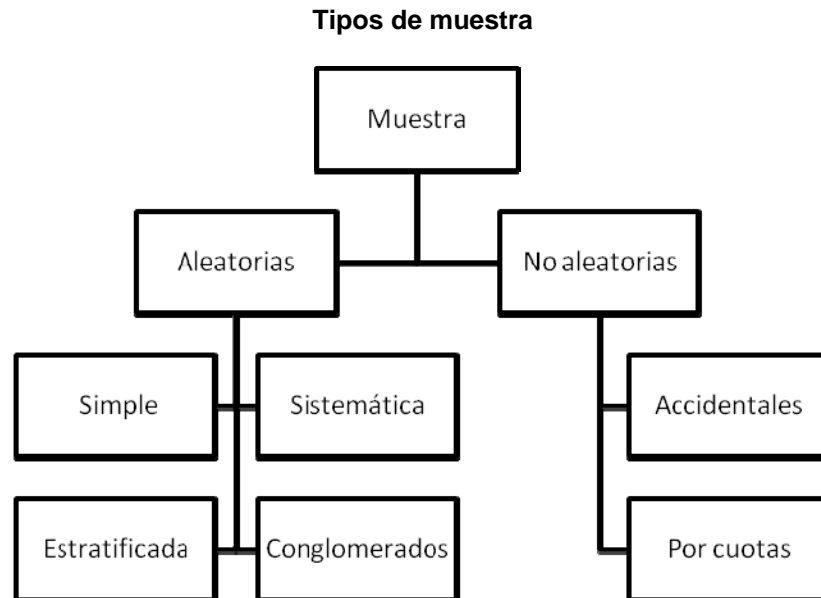 Tipos de muestra
Muestra
Aleatorias
No aleatorias
Simple
Sistemática
Accidentales
Estratificada
Conglomerados
Por cuotas